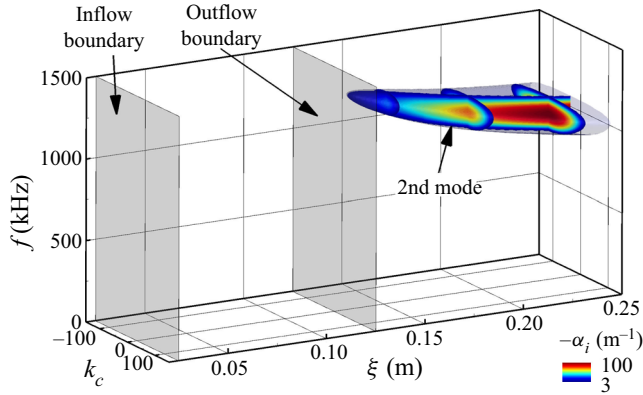 Inflow
boundary
Outflow
boundary
1500
1000
500
0
f (kHz)
2nd mode
−100
0
100
k_c
0.05
0.10
0.15
0.20
0.25
ξ (m)
−α_i (m⁻¹)
100
3